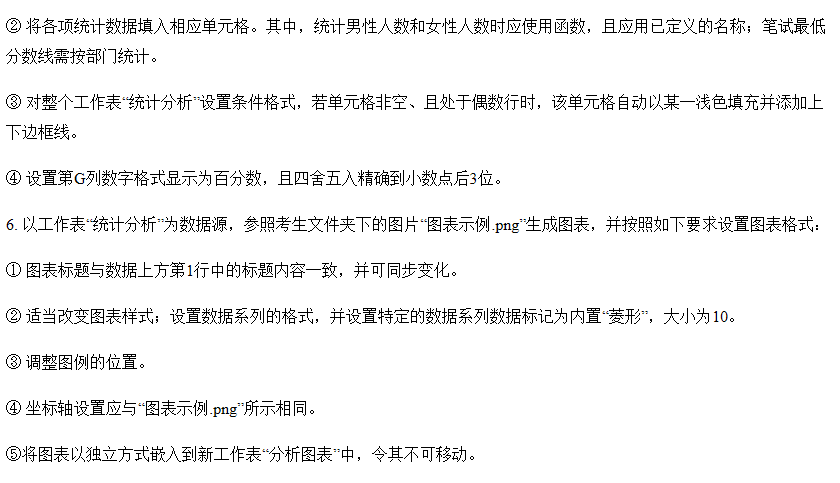 ② 将各项统计数据填入相应单元格。其中，统计男性人数和女性人数时应使用函数，且应用已定义的名称；笔试最低
分数线需按部门统计。
③ 对整个工作表“统计分析”设置条件格式，若单元格非空、且处于偶数行时，该单元格自动以某一浅色填充并添加上
下边框线。
④ 设置第G列数字格式显示为百分数，且四舍五入精确到小数点后3位。
6. 以工作表“统计分析”为数据源，参照考生文件夹下的图片“图表示例.png”生成图表，并按照如下要求设置图表格式：
① 图表标题与数据上方第1行中的标题内容一致，并可同步变化。
② 适当改变图表样式；设置数据系列的格式，并设置特定的数据系列数据标记为内置“菱形”，大小为10。
③ 调整图例的位置。
④ 坐标轴设置应与“图表示例.png”所示相同。
⑤将图表以独立方式嵌入到新工作表“分析图表”中，令其不可移动。